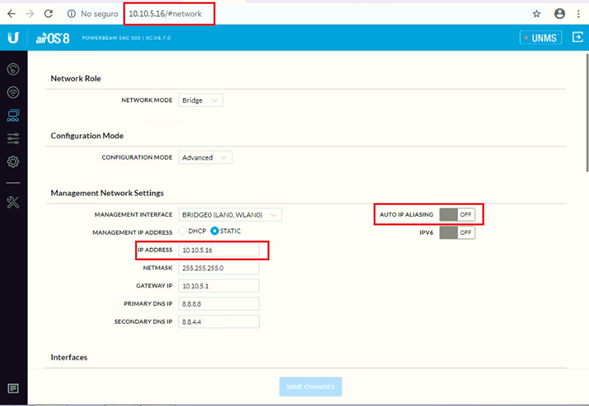 No seguro
10.10.5.16/#network
U airOS®8 POWERBEAM 5AC 500 | XC.V8.7.0 UNMS
Network Role
NETWORK MODE Bridge
Configuration Mode
CONFIGURATION MODE Advanced
Management Network Settings
MANAGEMENT INTERFACE BRIDGE0 (LAN0, WLAN0) AUTO IP ALIASING OFF
MANAGEMENT IP ADDRESS DHCP STATIC IPV6 OFF
IP ADDRESS 10.10.5.16
NETMASK 255.255.255.0
GATEWAY IP 10.10.5.1
PRIMARY DNS IP 8.8.8.8
SECONDARY DNS IP 8.8.4.4
Interfaces
SAVE CHANGES